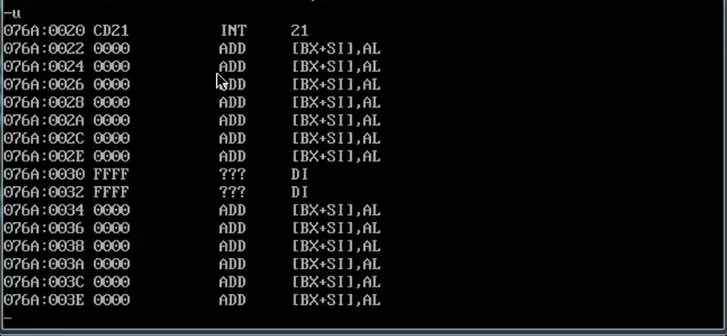 -u
076A:0020 CD21 INT 21
076A:0022 0000 ADD [BX+SI],AL
076A:0024 0000 ADD [BX+SI],AL
076A:0026 0000 ADD [BX+SI],AL
076A:0028 0000 ADD [BX+SI],AL
076A:002A 0000 ADD [BX+SI],AL
076A:002C 0000 ADD [BX+SI],AL
076A:002E 0000 ADD [BX+SI],AL
076A:0030 FFFF ??? DI
076A:0032 FFFF ??? DI
076A:0034 0000 ADD [BX+SI],AL
076A:0036 0000 ADD [BX+SI],AL
076A:0038 0000 ADD [BX+SI],AL
076A:003A 0000 ADD [BX+SI],AL
076A:003C 0000 ADD [BX+SI],AL
076A:003E 0000 ADD [BX+SI],AL
-